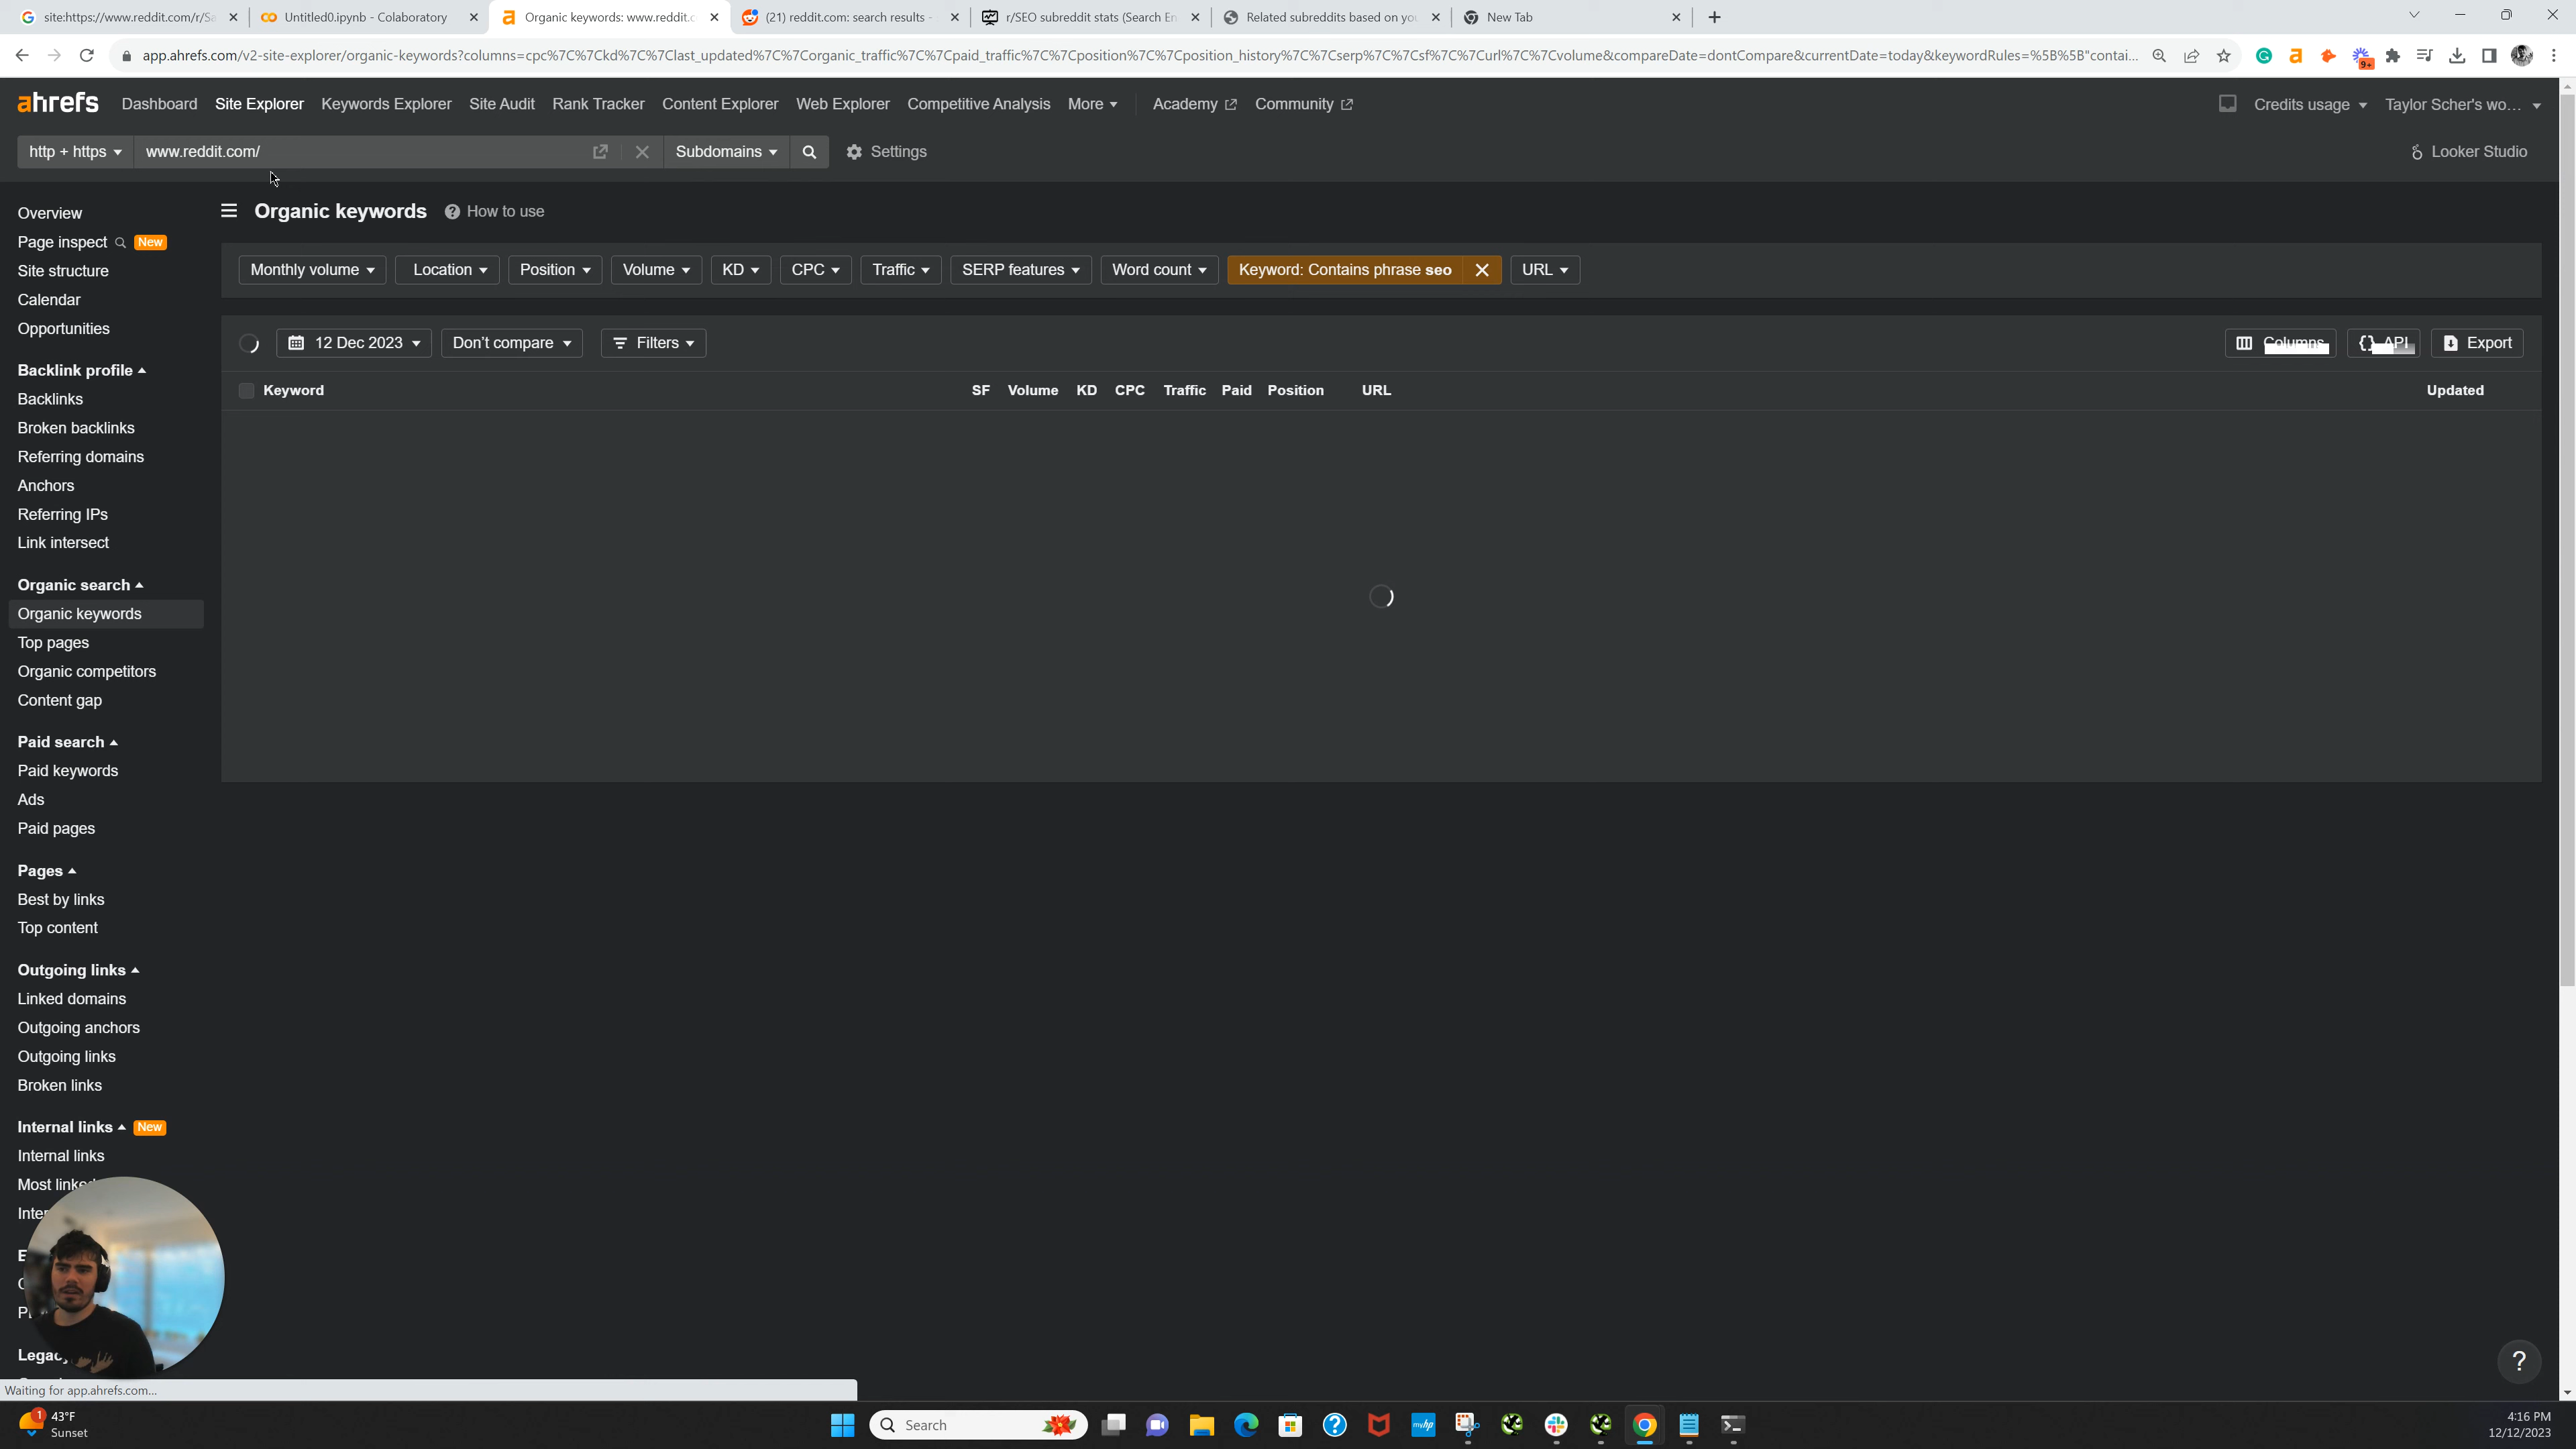 site:https://www.reddit.com/r/Sa
Untitled0.ipynb - Colaboratory
Organic keywords: www.reddit.c
(21) reddit.com: search results -
r/SEO subreddit stats (Search En
Related subreddits based on you
New Tab
app.ahrefs.com/v2-site-explorer/organic-keywords?columns=cpc%7C%7Ckd%7C%7Clast_updated%7C%7Corganic_traffic%7C%7Cpaid_traffic%7C%7Cposition%7C%7Cposition_history%7C%7Cserp%7C%7Csf%7C%7Curl%7C%7Cvolume&compareDate=dontCompare&currentDate=today&keywordRules=%5B%5B"contai...
9+
ahrefs
Dashboard
Site Explorer
Keywords Explorer
Site Audit
Rank Tracker
Content Explorer
Web Explorer
Competitive Analysis
More
Academy
Community
Credits usage
Taylor Scher's wo...
http + https
www.reddit.com/
Subdomains
Settings
Looker Studio
Organic keywords
? How to use
Monthly volume
Location
Position
Volume
KD
CPC
Traffic
SERP features
Word count
Keyword: Contains phrase seo
URL
12 Dec 2023
Don't compare
Filters
Columns
{} API
Export
Keyword
SF
Volume
KD
CPC
Traffic
Paid
Position
URL
Updated
Overview
Page inspect New
Site structure
Calendar
Opportunities
Backlink profile
Backlinks
Broken backlinks
Referring domains
Anchors
Referring IPs
Link intersect
Organic search
Organic keywords
Top pages
Organic competitors
Content gap
Paid search
Paid keywords
Ads
Paid pages
Pages
Best by links
Top content
Outgoing links
Linked domains
Outgoing anchors
Outgoing links
Broken links
Internal links New
Internal links
Most linked
?
Waiting for app.ahrefs.com...
1
43°F
Sunset
Search
myhp
4:16 PM
12/12/2023